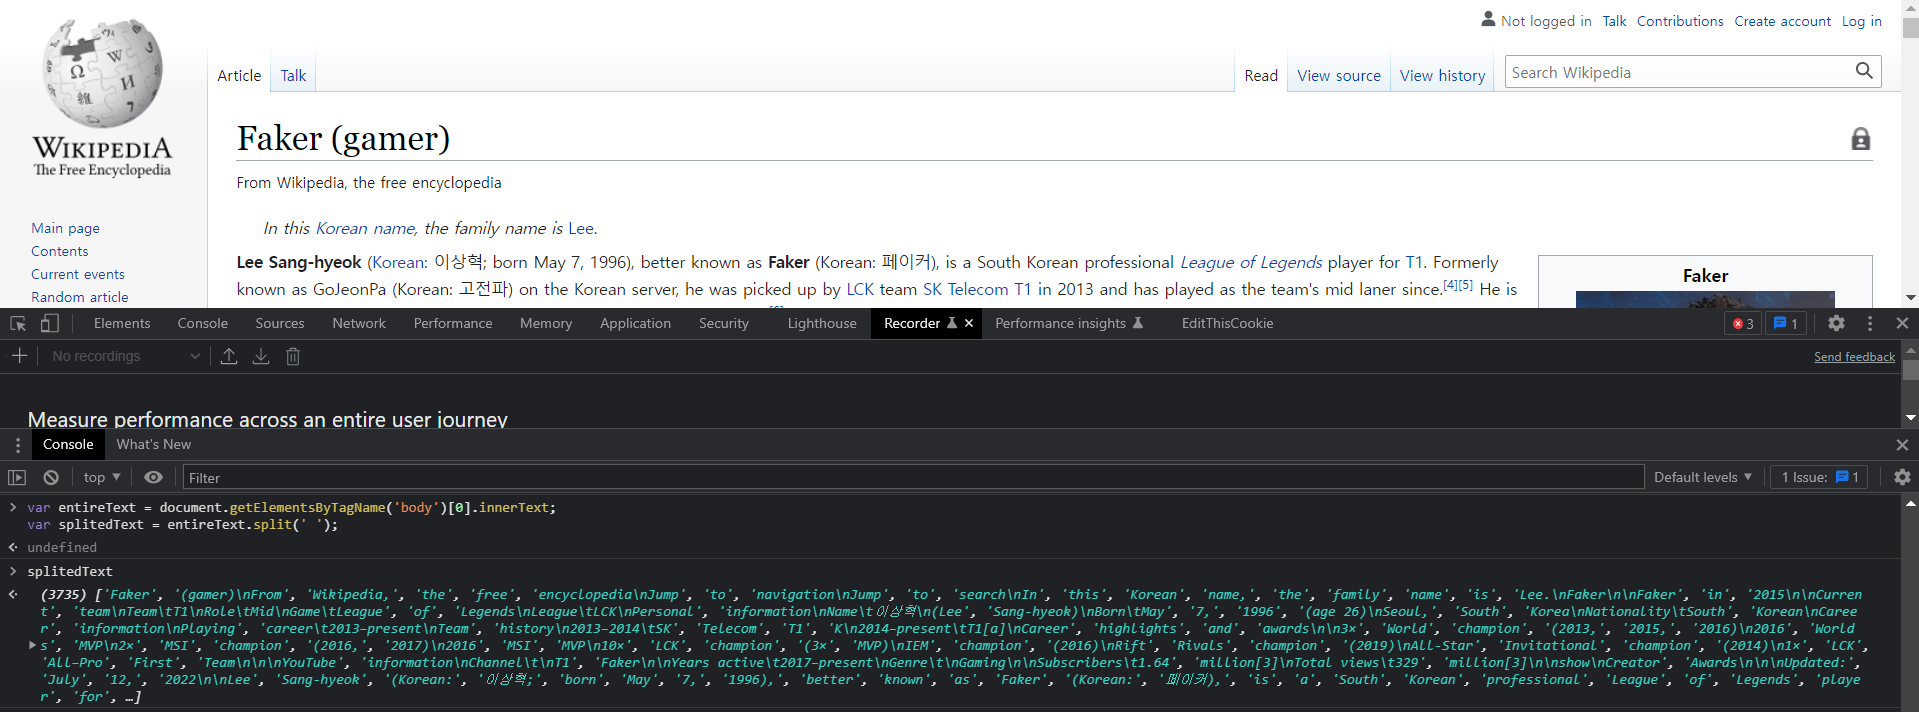 Not logged in Talk Contributions Create account Log in
Article Talk Read View source View history Search Wikipedia
WIKIPEDIA
The Free Encyclopedia
Faker (gamer)
From Wikipedia, the free encyclopedia
In this Korean name, the family name is Lee.
Main page
Contents
Current events
Random article
Lee Sang-hyeok (Korean: 이상혁; born May 7, 1996), better known as Faker (Korean: 페이커), is a South Korean professional League of Legends player for T1. Formerly
known as GoJeonPa (Korean: 고전파) on the Korean server, he was picked up by LCK team SK Telecom T1 in 2013 and has played as the team's mid laner since.[4][5] He is
Faker
Elements Console Sources Network Performance Memory Application Security Lighthouse Recorder Performance insights EditThisCookie 3 1
No recordings Send feedback
Measure performance across an entire user journey
Console What's New
top Filter Default levels 1 Issue: 1
var entireText = document.getElementsByTagName('body')[0].innerText;
var splitedText = entireText.split(' ');
undefined
splitedText
(3735) ['Faker', '(gamer)\nFrom', 'Wikipedia,', 'the', 'free', 'encyclopedia\nJump', 'to', 'navigation\nJump', 'to', 'search\nIn', 'this', 'Korean', 'name,', 'the', 'family', 'name', 'is', 'Lee.\nFaker\n\nFaker', 'in', '2015\n\nCurren
t', 'team\nTeam\tT1\nRole\tMid\nGame\tLeague', 'of', 'Legends\nLeague\tLCK\nPersonal', 'information\nName\t이상혁\n(Lee', 'Sang-hyeok)\nBorn\tMay', '7,', '1996', '(age 26)\nSeoul,', 'South', 'Korea\nNationality\tSouth', 'Korean\nCaree
r', 'information\nPlaying', 'career\t2013–present\nTeam', 'history\n2013-2014\tSK', 'Telecom', 'T1', 'K\n2014–present\tT1[a]\nCareer', 'highlights', 'and', 'awards\n\n3×', 'World', 'champion', '(2013,', '2015,', '2016)\n2016', 'World
s', 'MVP\n2×', 'MSI', 'champion', '(2016,', '2017)\n2016', 'MSI', 'MVP\n10×', 'LCK', 'champion', '(3×', 'MVP)\nIEM', 'champion', '(2016)\nRift', 'Rivals', 'champion', '(2019)\nAll-Star', 'Invitational', 'champion', '(2014)\n1×', 'LCK',
'All-Pro', 'First', 'Team\n\n\nYouTube', 'information\nChannel\t\nT1', 'Faker\n\nYears active\t2017–present\nGenre\t\nGaming\n\nSubscribers\t1.64', 'million[3]\nTotal views\t329', 'million[3]\n\nshow\nCreator', 'Awards\n\n\nUpdated:',
'July', '12,', '2022\n\nLee', 'Sang-hyeok', '(Korean:', '이상혁;', 'born', 'May', '7,', '1996),', 'better', 'known', 'as', 'Faker', '(Korean:', '페이커),', 'is', 'a', 'South', 'Korean', 'professional', 'League', 'of', 'Legends', 'playe
r', 'for', …]